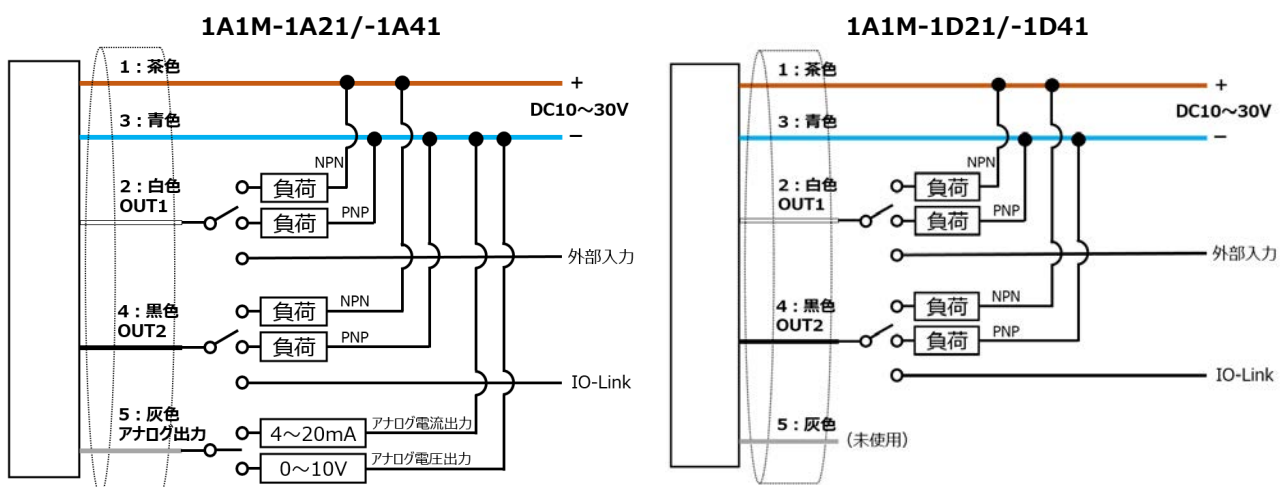 1A1M-1A21/-1A41
1：茶色
+
DC10～30V
3：青色
−
NPN
2：白色
OUT1
負荷
負荷
PNP
外部入力
4：黒色
OUT2
負荷
NPN
負荷
PNP
IO-Link
5：灰色
アナログ出力
4～20mA
アナログ電流出力
0～10V
アナログ電圧出力
1A1M-1D21/-1D41
1：茶色
+
DC10～30V
3：青色
−
NPN
2：白色
OUT1
負荷
負荷
PNP
外部入力
4：黒色
OUT2
負荷
NPN
負荷
PNP
IO-Link
5：灰色
（未使用）